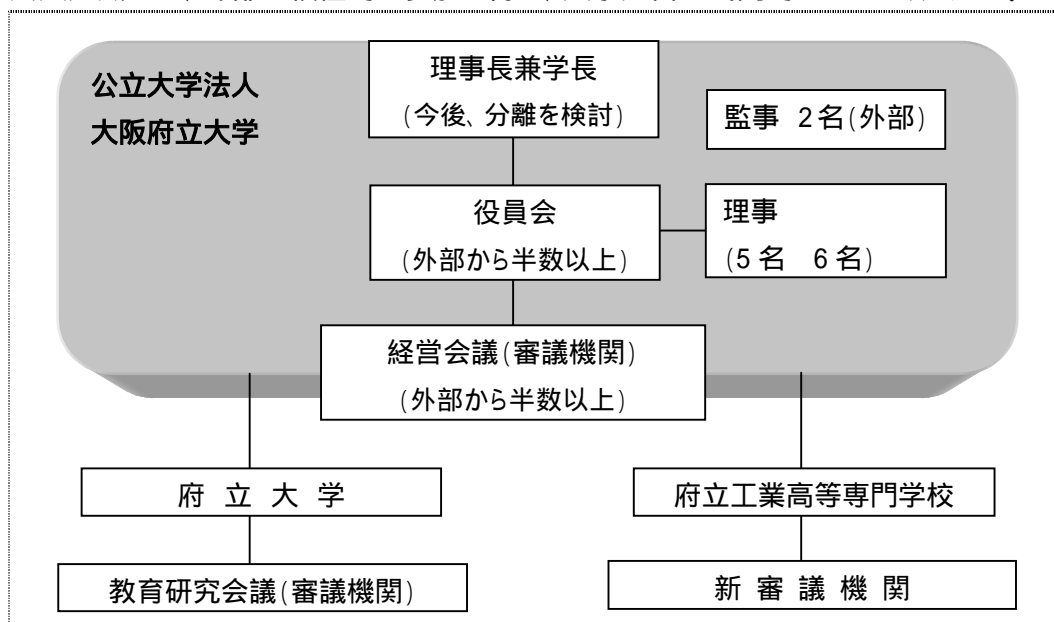 公立大学法人
大阪府立大学
理事長兼学長
(今後、分離を検討)
監事 2名(外部)
役員会
(外部から半数以上)
理事
(5名 6名)
経営会議(審議機関)
(外部から半数以上)
府 立 大 学
府立工業高等専門学校
教育研究会議(審議機関)
新 審 議 機 関